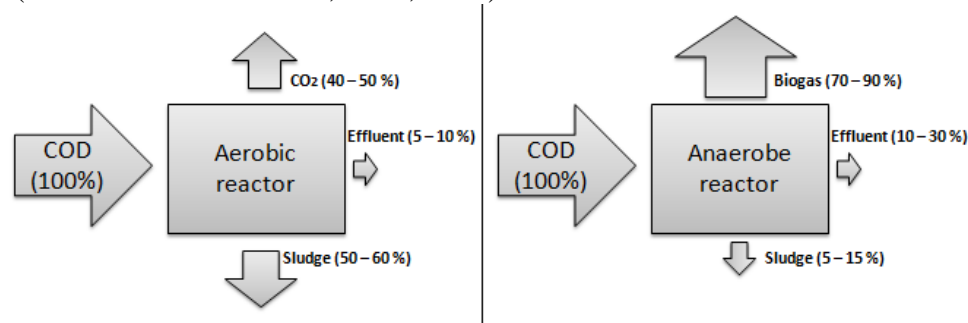 CO₂ (40 – 50 %)
COD
(100%)
Aerobic
reactor
Effluent (5 – 10 %)
Sludge (50 – 60 %)
Biogas (70 – 90 %)
COD
(100%)
Anaerobe
reactor
Effluent (10 – 30 %)
Sludge (5 – 15 %)